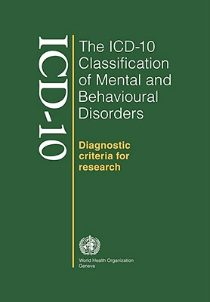 ICD-10
The ICD-10
Classification
of Mental and
Behavioural
Disorders
Diagnostic
criteria for
research
World Health Organization
Geneva